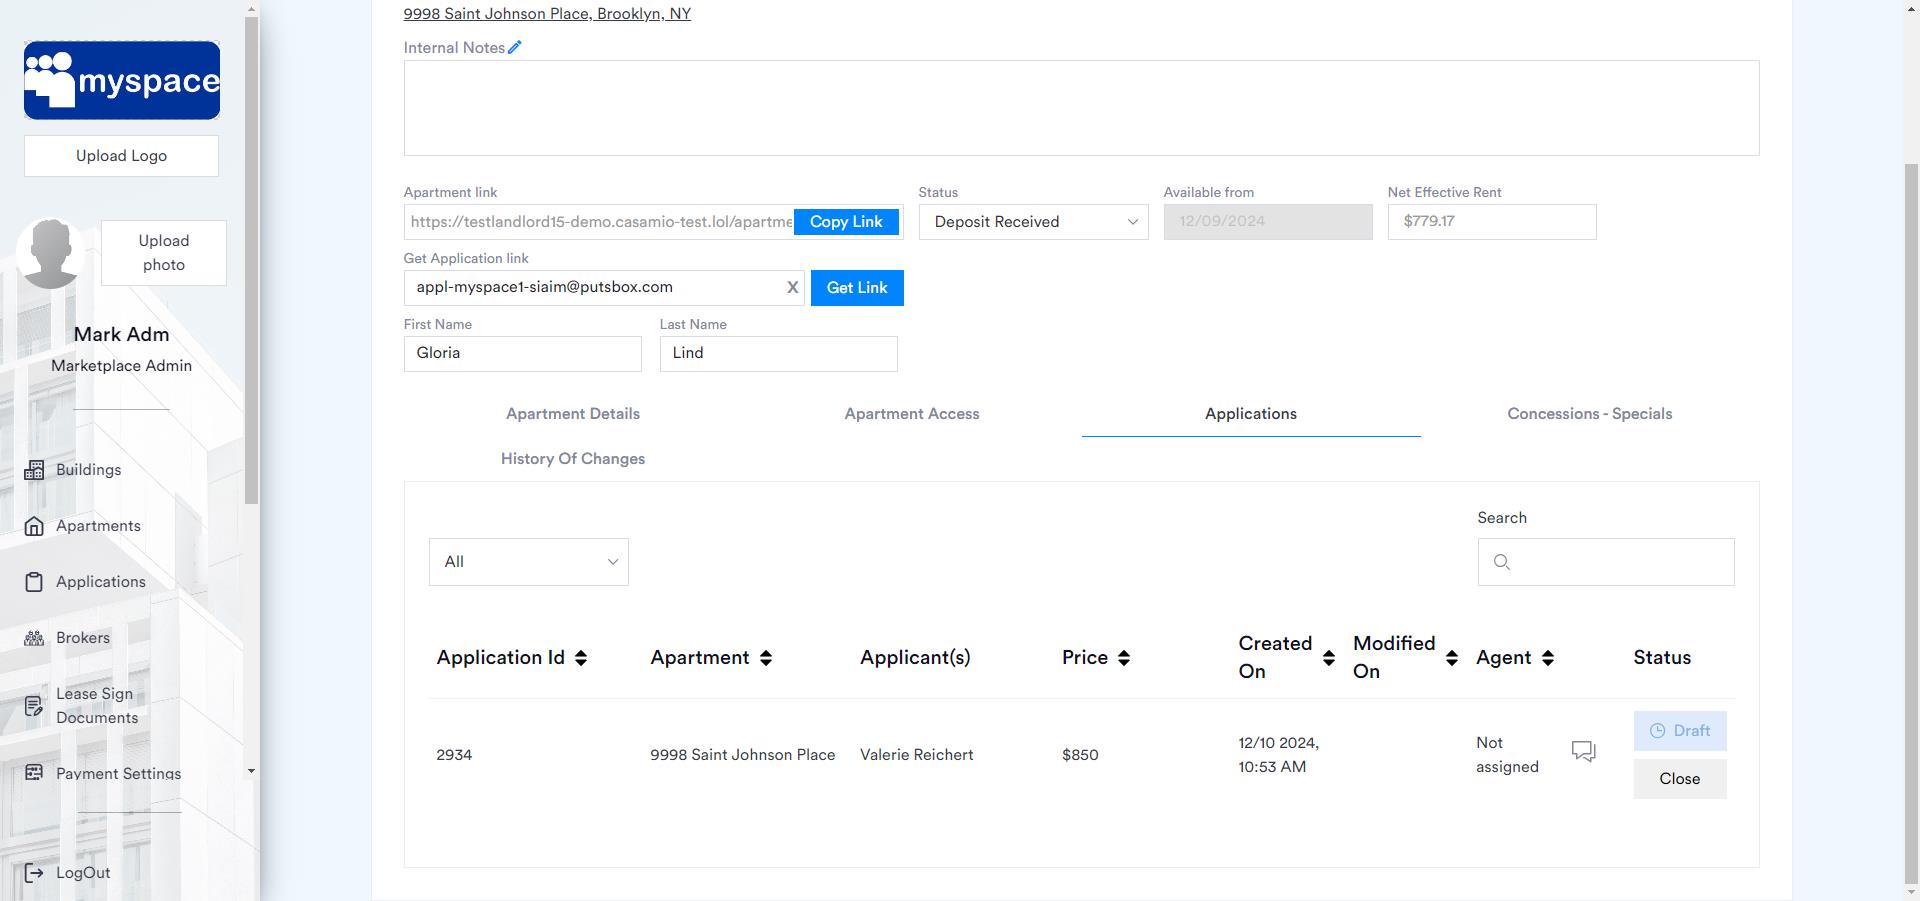 myspace
Upload Logo
Upload
photo
Mark Adm
Marketplace Admin
Buildings
Apartments
Applications
Brokers
Lease Sign
Documents
Payment Settings
LogOut
9998 Saint Johnson Place, Brooklyn, NY
Internal Notes
Apartment link
Status
Available from
Net Effective Rent
https://testlandlord15-demo.casamio-test.lol/apartme
Copy Link
Deposit Received
12/09/2024
$779.17
Get Application link
appl-myspace1-siaim@putsbox.com
X
Get Link
First Name
Last Name
Gloria
Lind
Apartment Details
Apartment Access
Applications
Concessions - Specials
History Of Changes
Search
All
Application Id
Apartment
Applicant(s)
Price
Created
On
Modified
On
Agent
Status
2934
9998 Saint Johnson Place
Valerie Reichert
$850
12/10 2024,
10:53 AM
Not
assigned
Draft
Close